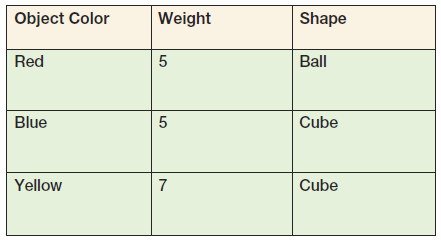 Object Color Weight Shape
Red 5 Ball
Blue 5 Cube
Yellow 7 Cube